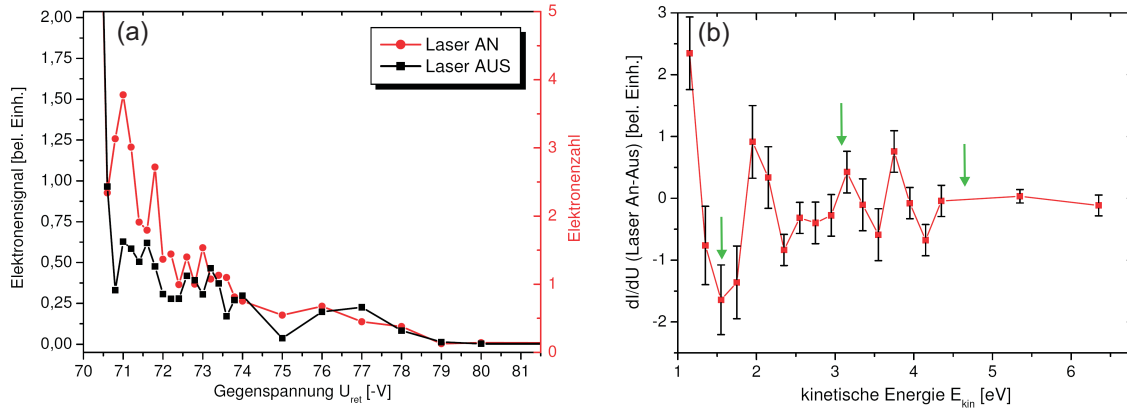 (a)
Laser AN
Laser AUS
Elektronensignal [bel. Einh.]
2,00
1,75
1,50
1,25
1,00
0,75
0,50
0,25
0,00
5
4
3
2
1
0
Elektronenzahl
70 71 72 73 74 75 76 77 78 79 80 81
Gegenspannung U_ret [-V]
(b)
dI/dU (Laser An-Aus) [bel. Einh.]
3
2
1
0
-1
-2
1 2 3 4 5 6
kinetische Energie E_kin [eV]